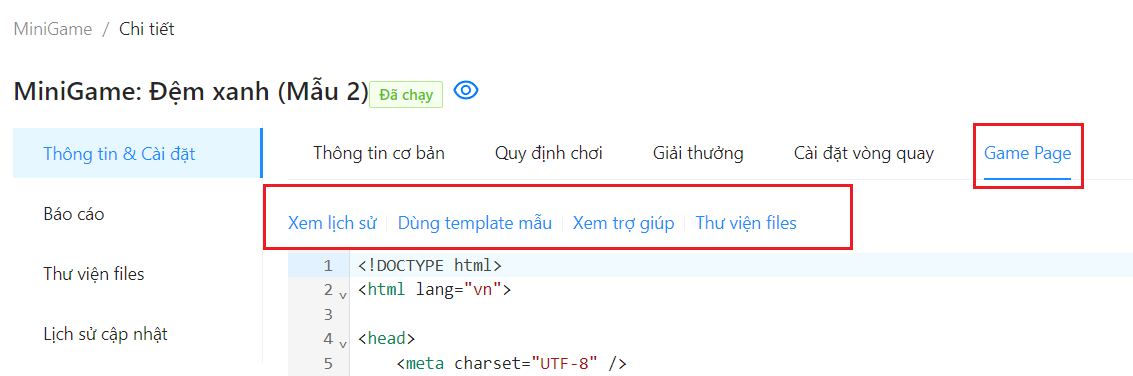 MiniGame / Chi tiết
MiniGame: Đệm xanh (Mẫu 2) Đã chạy
Thông tin & Cài đặt
Báo cáo
Thư viện files
Lịch sử cập nhật
Thông tin cơ bản Quy định chơi Giải thưởng Cài đặt vòng quay Game Page
Xem lịch sử Dùng template mẫu Xem trợ giúp Thư viện files
1 <!DOCTYPE html>
2 <html lang="vn">
3
4 <head>
5 <meta charset="UTF-8" />